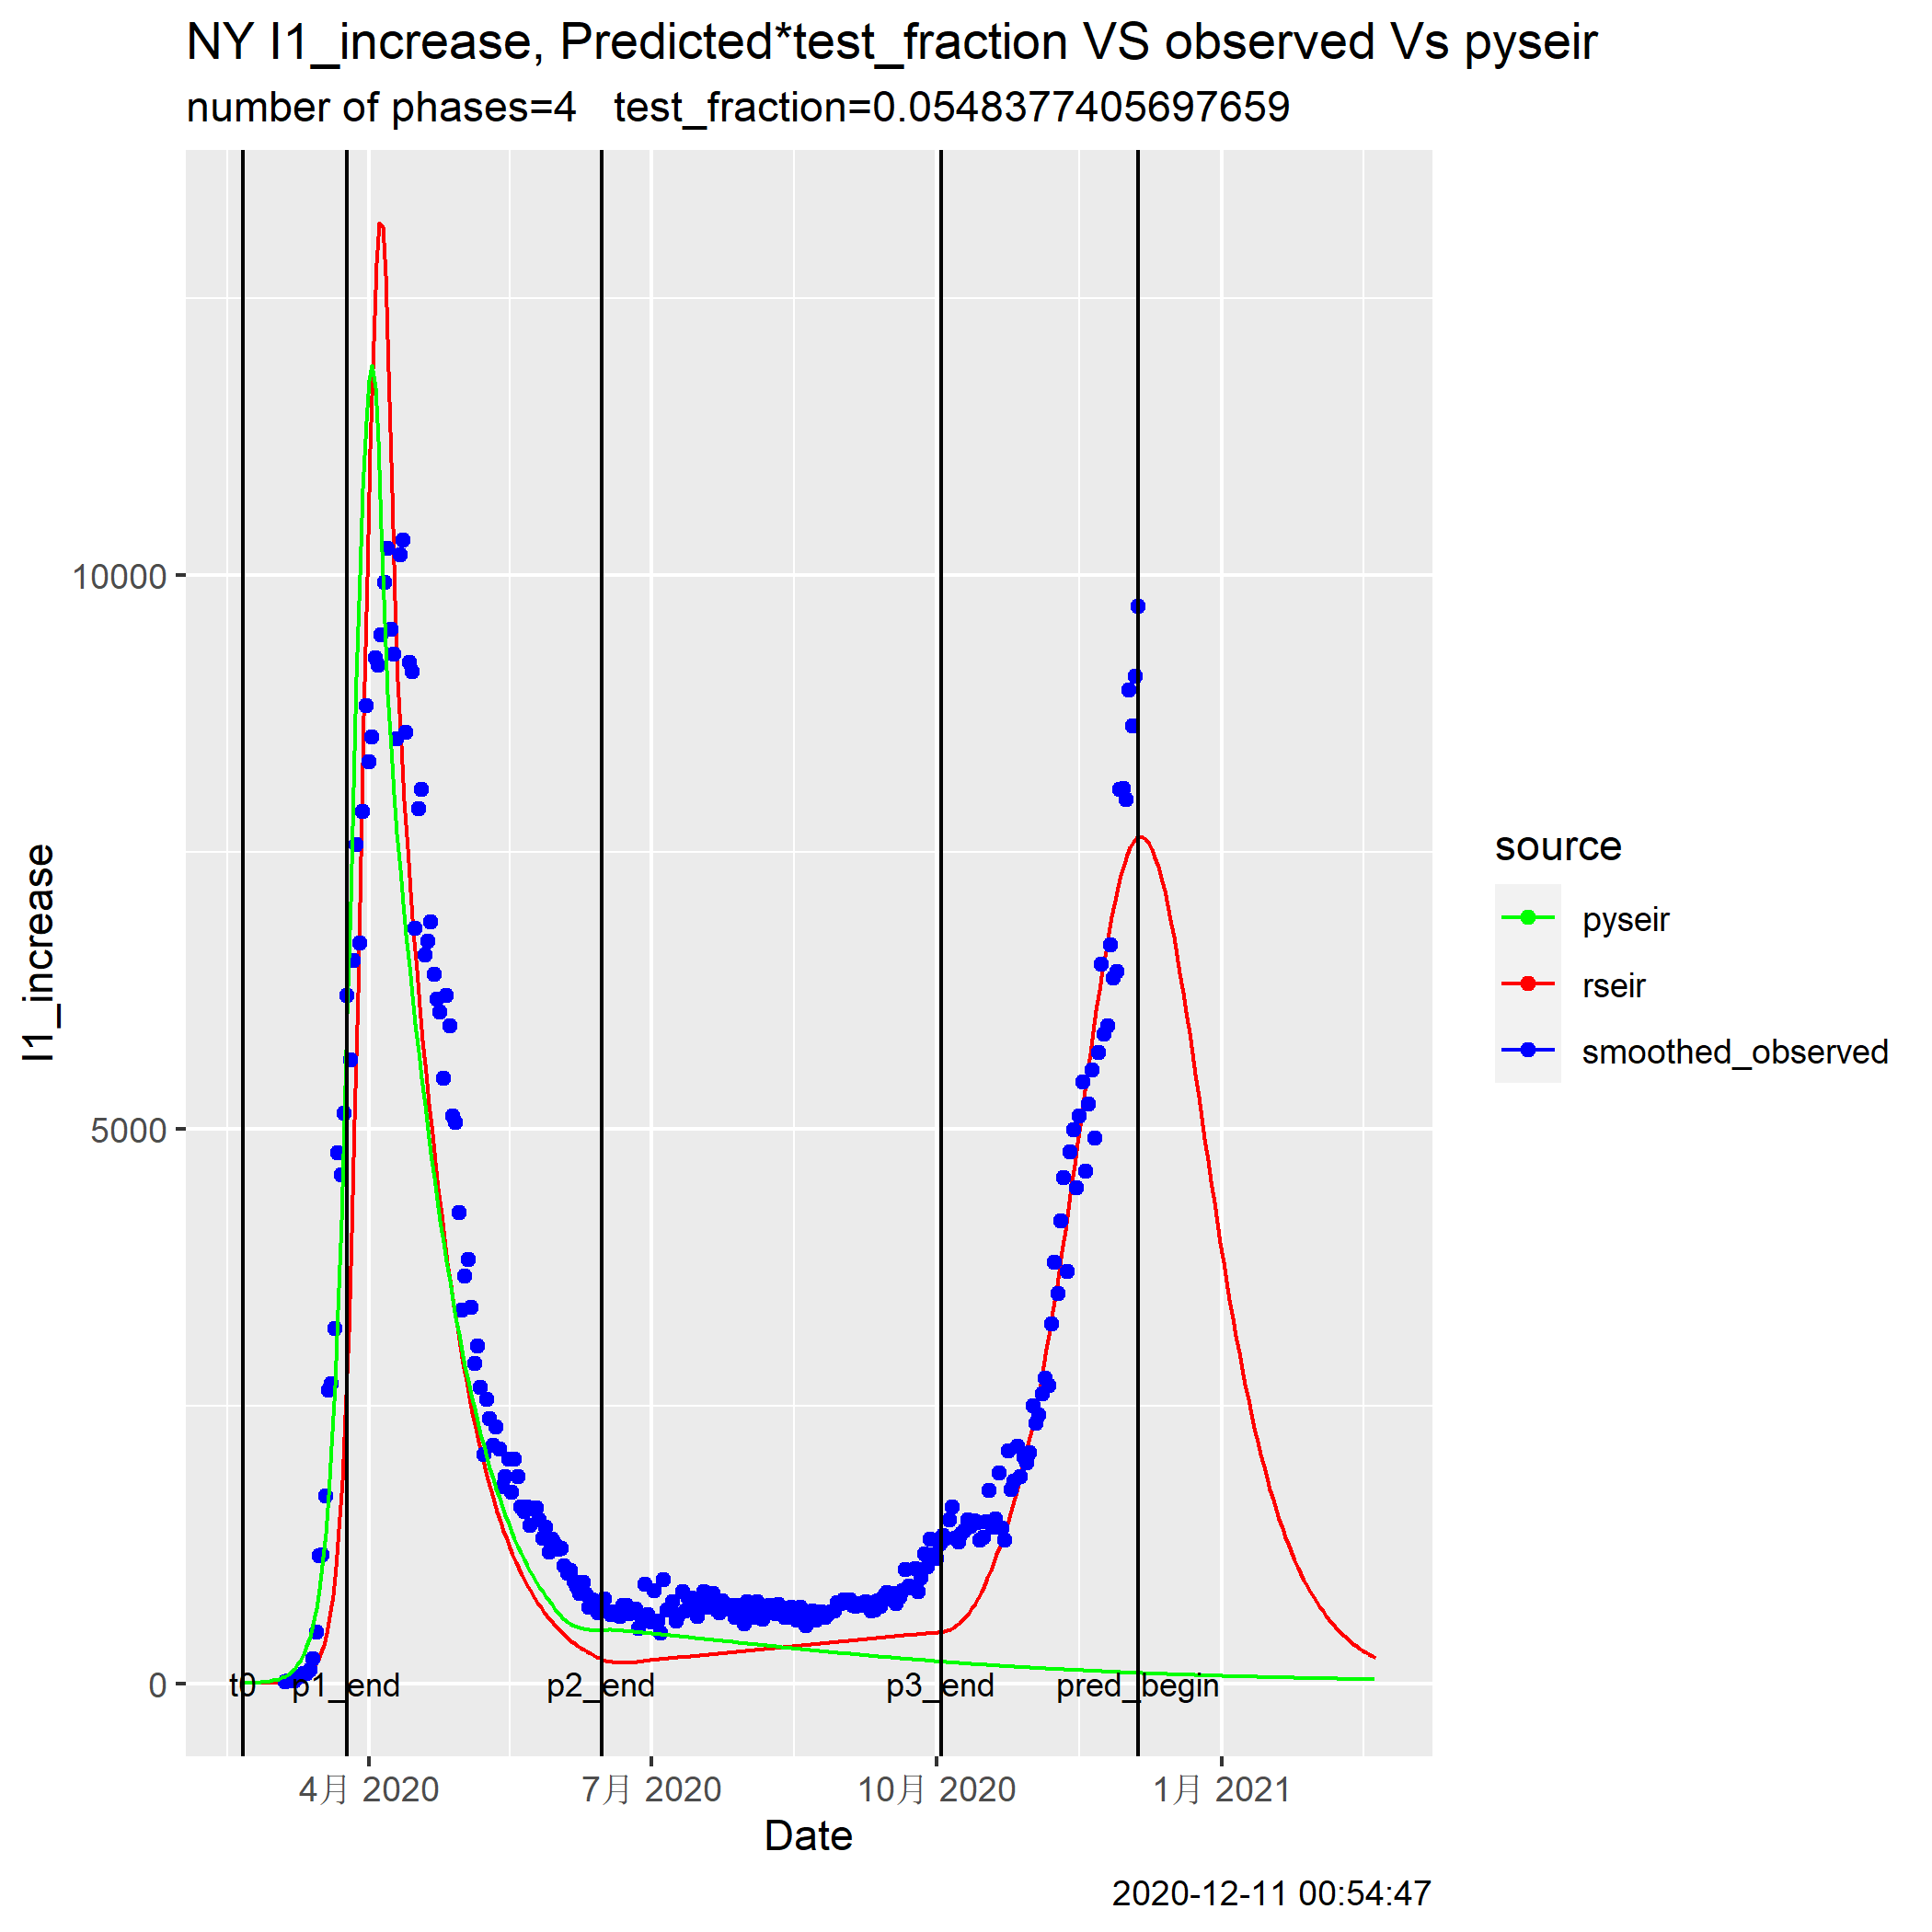 NY I1_increase, Predicted*test_fraction VS observed Vs pyseir
number of phases=4   test_fraction=0.0548377405697659
I1_increase
10000
5000
0
t0
p1_end
p2_end
p3_end
pred_begin
4月 2020
7月 2020
10月 2020
1月 2021
Date
source
pyseir
rseir
smoothed_observed
2020-12-11 00:54:47